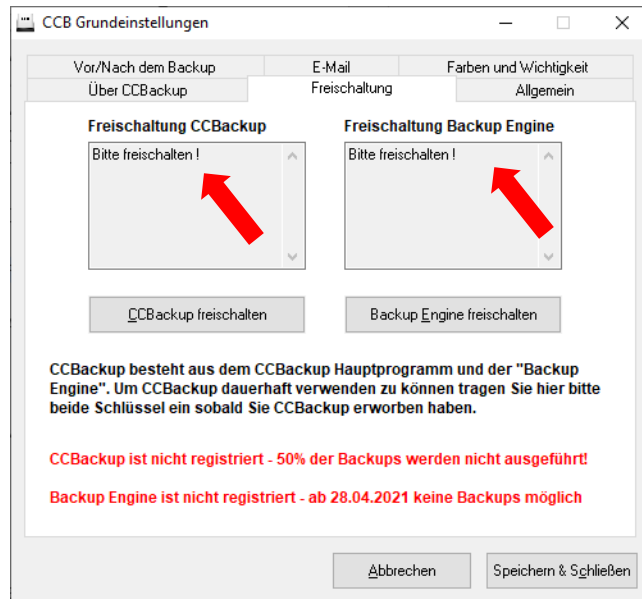 CCB Grundeinstellungen
Vor/Nach dem Backup E-Mail Farben und Wichtigkeit
Über CCBackup Freischaltung Allgemein
Freischaltung CCBackup Freischaltung Backup Engine
Bitte freischalten ! Bitte freischalten !
CCBackup freischalten Backup Engine freischalten
CCBackup besteht aus dem CCBackup Hauptprogramm und der "Backup
Engine". Um CCBackup dauerhaft verwenden zu können tragen Sie hier bitte
beide Schlüssel ein sobald Sie CCBackup erworben haben.
CCBackup ist nicht registriert - 50% der Backups werden nicht ausgeführt!
Backup Engine ist nicht registriert - ab 28.04.2021 keine Backups möglich
Abbrechen Speichern & Schließen